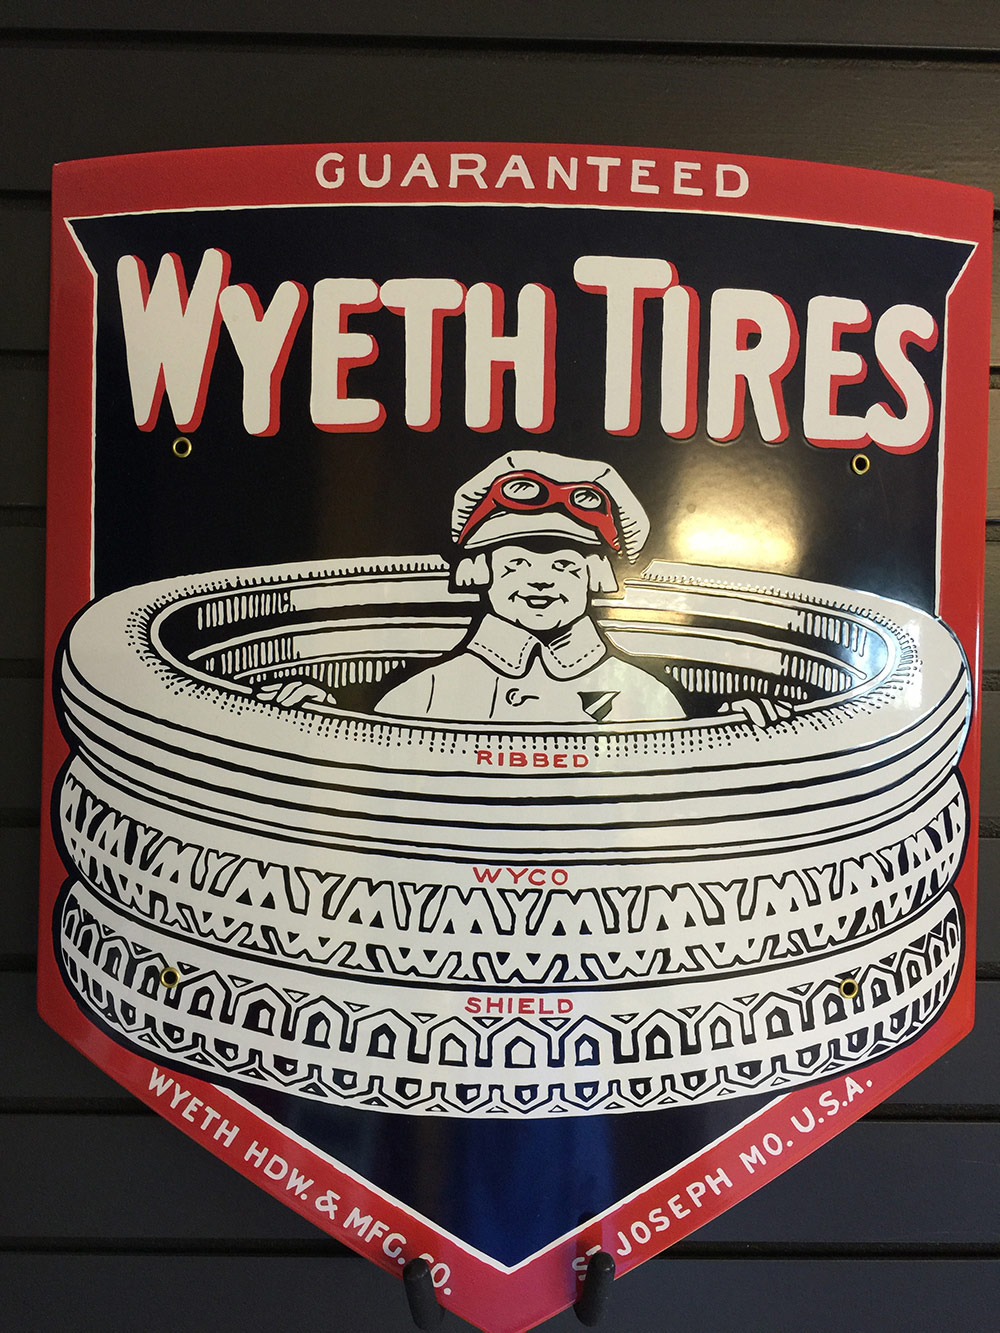 GUARANTEED
WYETH TIRES
RIBBED
WYCO
SHIELD
WYETH HDW. & MFG. CO.
ST JOSEPH MO. U.S.A.